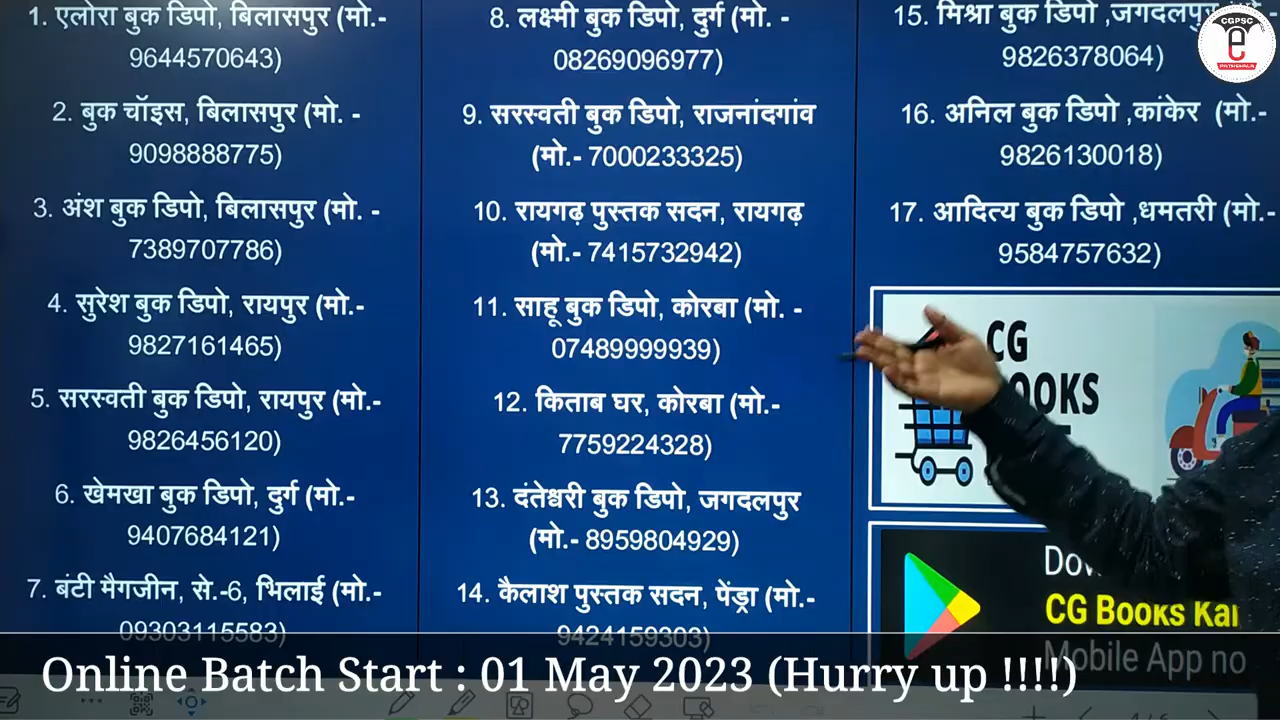 1. एलोरा बुक डिपो, बिलासपुर (मो.-
9644570643)
2. बुक चॉइस, बिलासपुर (मो. -
9098888775)
3. अंश बुक डिपो, बिलासपुर (मो. -
7389707786)
4. सुरेश बुक डिपो, रायपुर (मो.-
9827161465)
5. सरस्वती बुक डिपो, रायपुर (मो.-
9826456120)
6. खेमखा बुक डिपो, दुर्ग (मो.-
9407684121)
7. बंटी मैगजीन, से.-6, भिलाई (मो.-
09303115583)
8. लक्ष्मी बुक डिपो, दुर्ग (मो. -
08269096977)
9. सरस्वती बुक डिपो, राजनांदगांव
(मो.- 7000233325)
10. रायगढ़ पुस्तक सदन, रायगढ़
(मो.- 7415732942)
11. साहू बुक डिपो, कोरबा (मो. -
07489999939)
12. किताब घर, कोरबा (मो.-
7759224328)
13. दंतेश्वरी बुक डिपो, जगदलपुर
(मो.- 8959804929)
14. कैलाश पुस्तक सदन, पेंड्रा (मो.-
9424159303)
15. मिश्रा बुक डिपो ,जगदलपुर
9826378064)
16. अनिल बुक डिपो ,कांकेर (मो.-
9826130018)
17. आदित्य बुक डिपो ,धमतरी (मो.-
9584757632)
CGPSC
CG
CG Books
Mobile App no
Online Batch Start : 01 May 2023 (Hurry up !!!!)